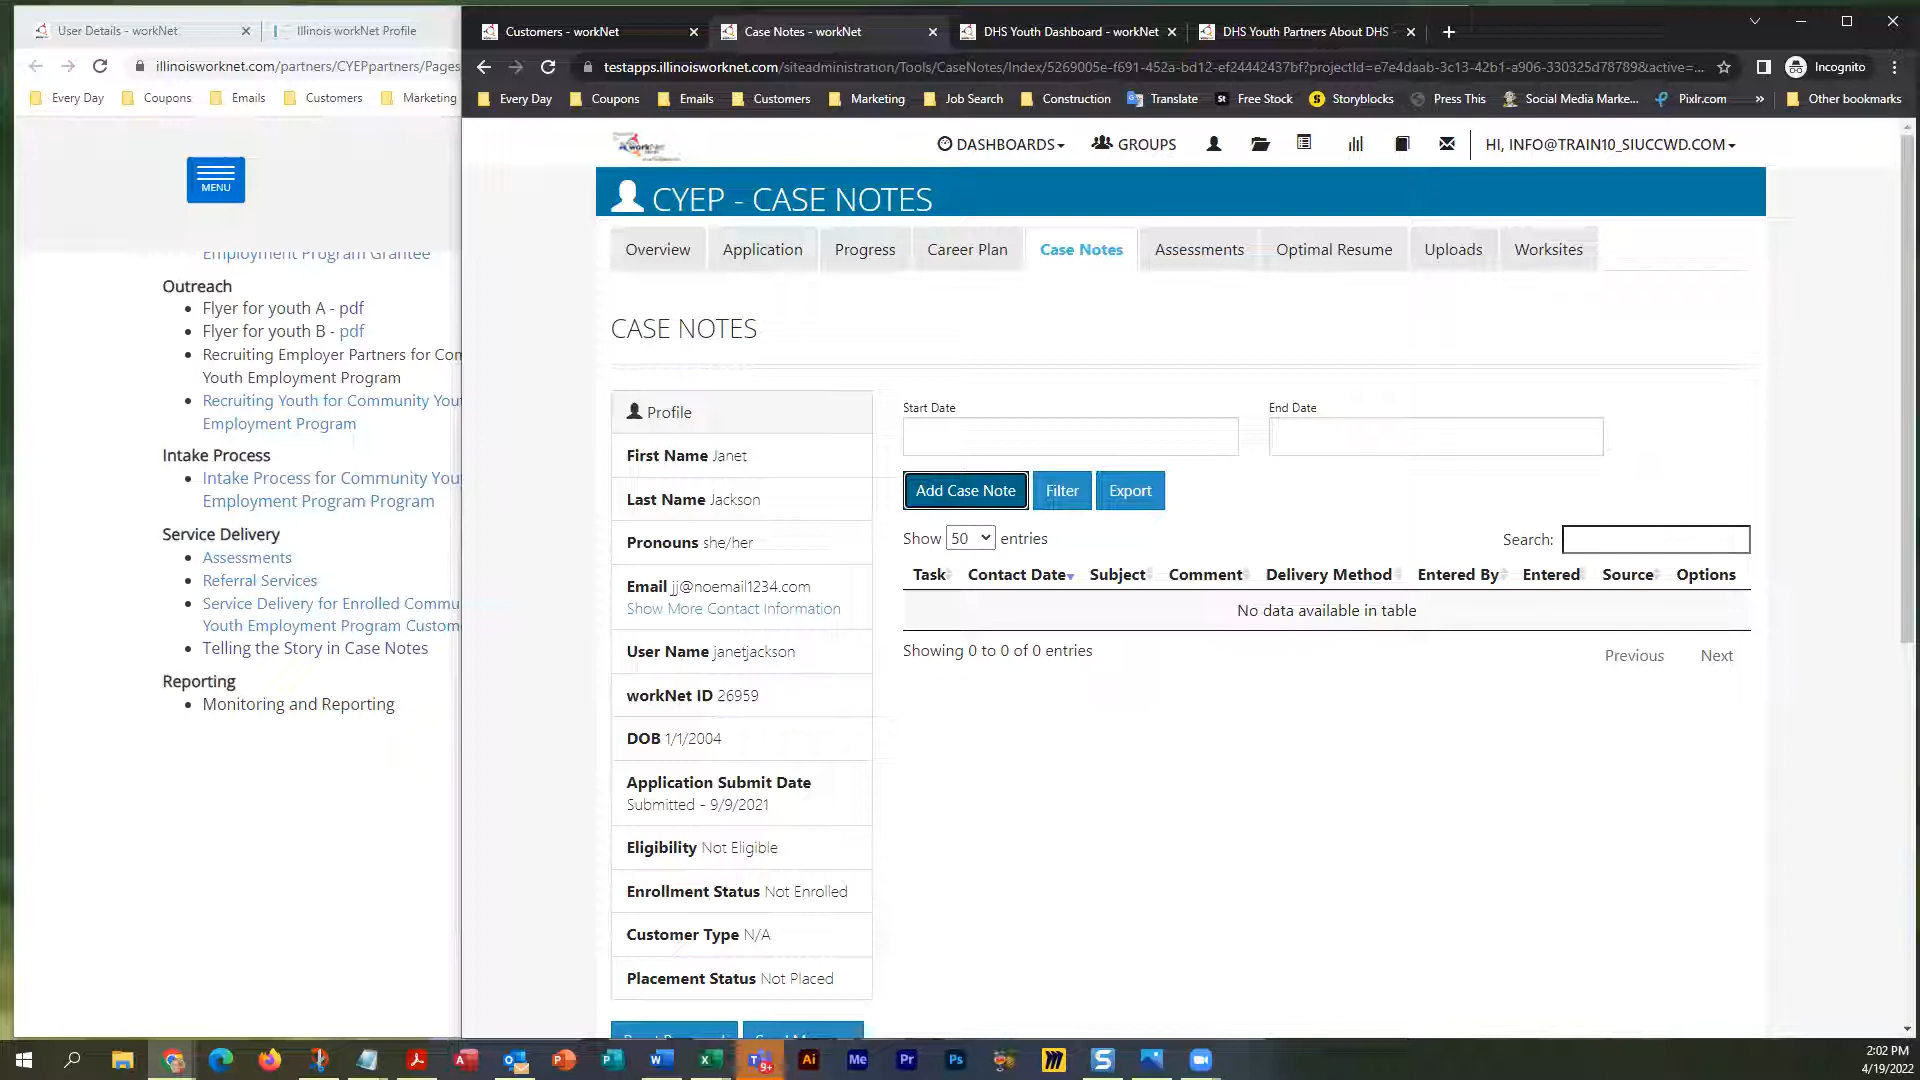 User Details - workNet
Illinois workNet Profile
illinoisworknet.com/partners/CYEPpartners/Pages
Every Day
Coupons
Emails
Customers
Marketing
MENU
Employment Program Grantee
Outreach
Flyer for youth A - pdf
Flyer for youth B - pdf
Recruiting Employer Partners for Com
Youth Employment Program
Recruiting Youth for Community You
Employment Program
Intake Process
Intake Process for Community You
Employment Program Program
Service Delivery
Assessments
Referral Services
Service Delivery for Enrolled Commu
Youth Employment Program Custom
Telling the Story in Case Notes
Reporting
Monitoring and Reporting
Customers - workNet
Case Notes - workNet
DHS Youth Dashboard - workNet
DHS Youth Partners About DHS -
testapps.illinoisworknet.com/siteadministration/Tools/CaseNotes/Index/5269005e-f691-452a-bd12-ef24442437bf?projectId=e7e4daab-3c13-42b1-a906-330325d78789&active=...
Incognito
Every Day
Coupons
Emails
Customers
Marketing
Job Search
Construction
Translate
Free Stock
Storyblocks
Press This
Social Media Marke...
Pixlr.com
»
Other bookmarks
workNet
DASHBOARDS
GROUPS
HI, INFO@TRAIN10_SIUCCWD.COM
CYEP - CASE NOTES
Overview
Application
Progress
Career Plan
Case Notes
Assessments
Optimal Resume
Uploads
Worksites
CASE NOTES
Profile
First Name Janet
Last Name Jackson
Pronouns she/her
Email jj@noemail1234.com
Show More Contact Information
User Name janetjackson
workNet ID 26959
DOB 1/1/2004
Application Submit Date
Submitted - 9/9/2021
Eligibility Not Eligible
Enrollment Status Not Enrolled
Customer Type N/A
Placement Status Not Placed
Start Date
End Date
Add Case Note
Filter
Export
Show 50 entries
Search:
Task
Contact Date
Subject
Comment
Delivery Method
Entered By
Entered
Source
Options
No data available in table
Showing 0 to 0 of 0 entries
Previous
Next
9+
Ai
Me
Pr
Ps
2:02 PM
4/19/2022